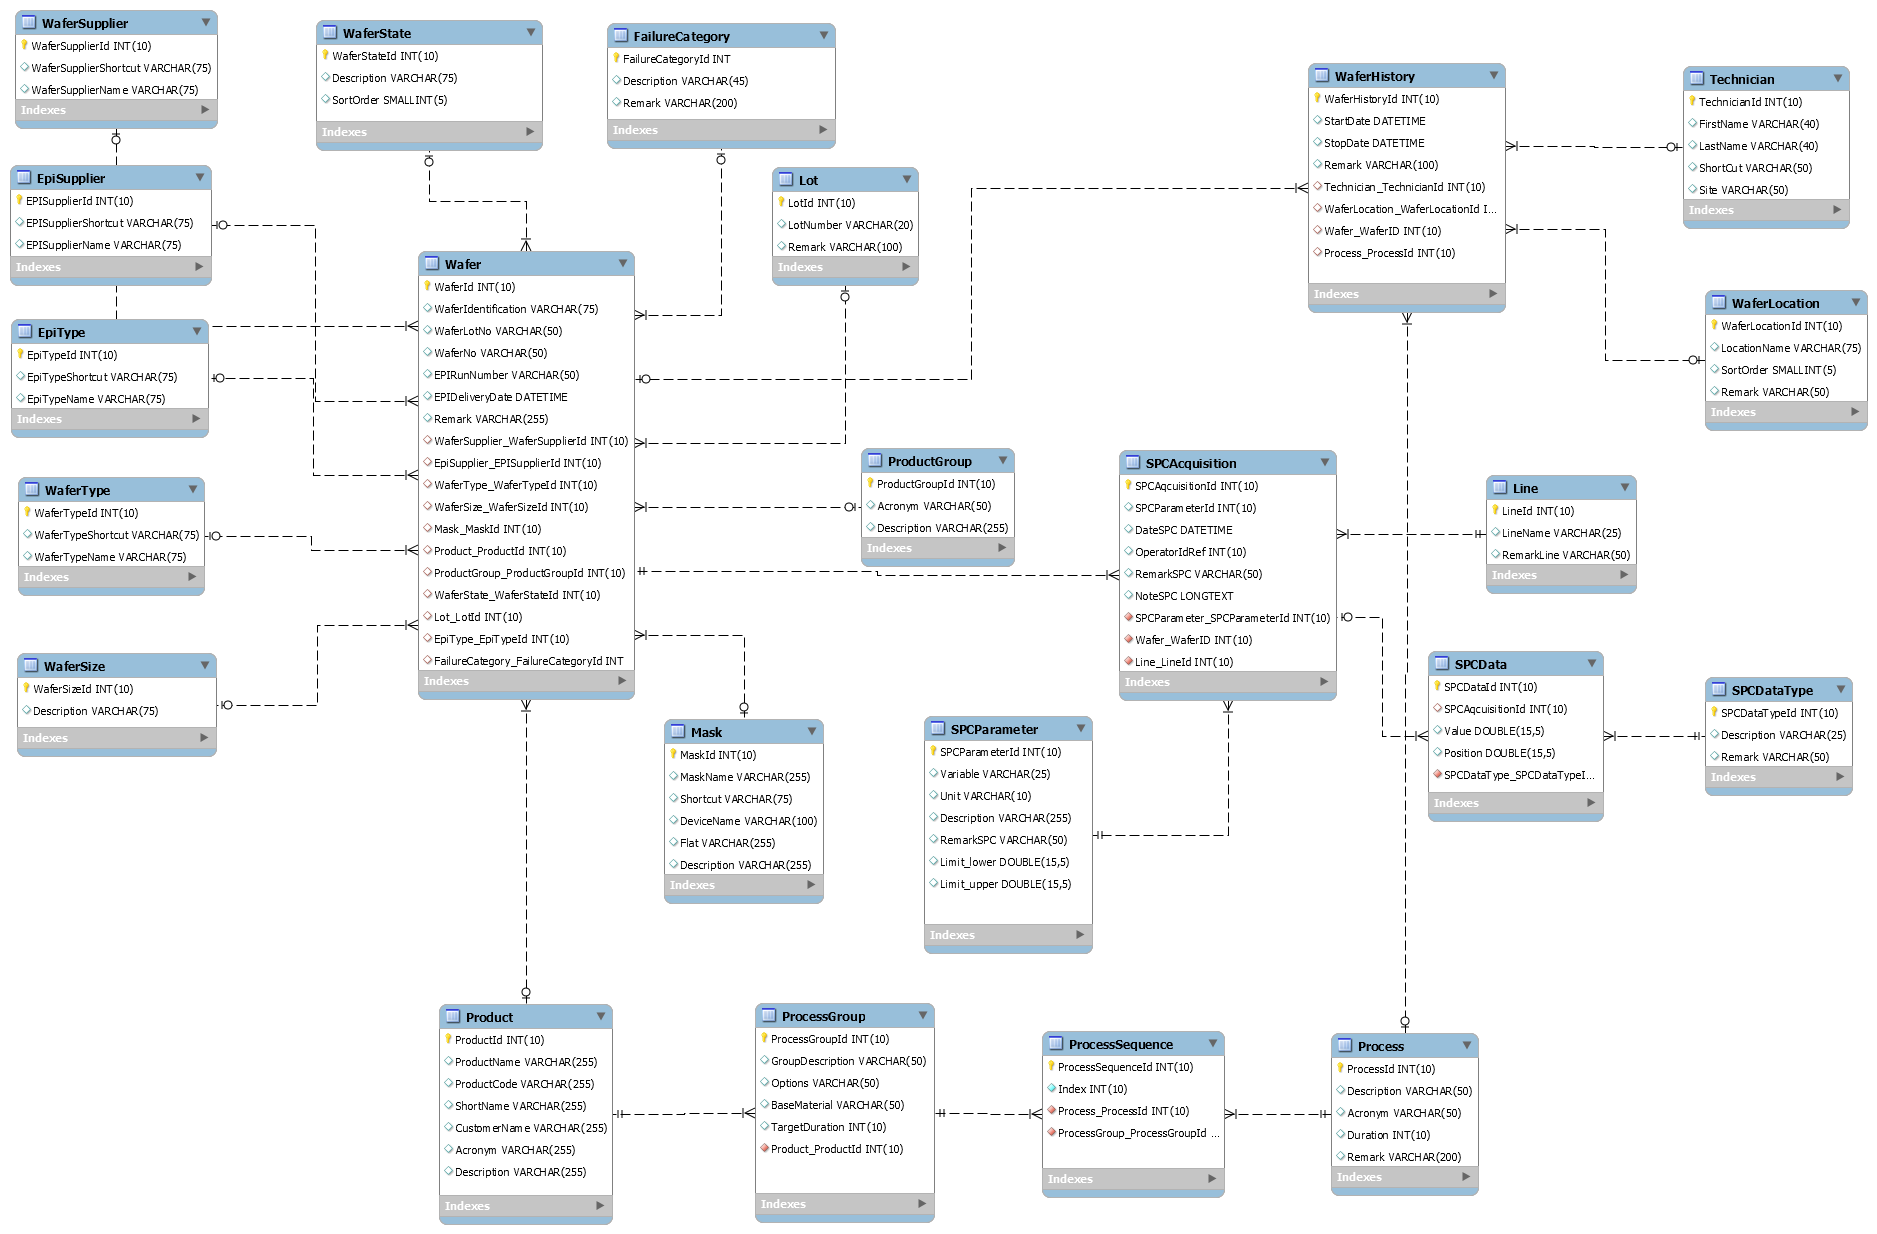 WaferSupplier
WaferSupplierId INT(10)
WaferSupplierShortcut VARCHAR(75)
WaferSupplierName VARCHAR(75)
Indexes
EpiSupplier
EPISupplierId INT(10)
EPISupplierShortcut VARCHAR(75)
EPISupplierName VARCHAR(75)
Indexes
EpiType
EpiTypeId INT(10)
EpiTypeShortcut VARCHAR(75)
EpiTypeName VARCHAR(75)
Indexes
WaferType
WaferTypeId INT(10)
WaferTypeShortcut VARCHAR(75)
WaferTypeName VARCHAR(75)
Indexes
WaferSize
WaferSizeId INT(10)
Description VARCHAR(75)
Indexes
WaferState
WaferStateId INT(10)
Description VARCHAR(75)
SortOrder SMALLINT(5)
Indexes
FailureCategory
FailureCategoryId INT
Description VARCHAR(45)
Remark VARCHAR(200)
Indexes
Lot
LotId INT(10)
LotNumber VARCHAR(20)
Remark VARCHAR(100)
Indexes
Wafer
WaferId INT(10)
WaferIdentification VARCHAR(75)
WaferLotNo VARCHAR(50)
WaferNo VARCHAR(50)
EPIRunNumber VARCHAR(50)
EPIDeliveryDate DATETIME
Remark VARCHAR(255)
WaferSupplier_WaferSupplierId INT(10)
EpiSupplier_EPISupplierId INT(10)
WaferType_WaferTypeId INT(10)
WaferSize_WaferSizeId INT(10)
Mask_MaskId INT(10)
Product_ProductId INT(10)
ProductGroup_ProductGroupId INT(10)
WaferState_WaferStateId INT(10)
Lot_LotId INT(10)
EpiType_EpiTypeId INT(10)
FailureCategory_FailureCategoryId INT
Indexes
ProductGroup
ProductGroupId INT(10)
Acronym VARCHAR(50)
Description VARCHAR(255)
Indexes
Mask
MaskId INT(10)
MaskName VARCHAR(255)
Shortcut VARCHAR(75)
DeviceName VARCHAR(100)
Flat VARCHAR(255)
Description VARCHAR(255)
Indexes
WaferHistory
WaferHistoryId INT(10)
StartDate DATETIME
StopDate DATETIME
Remark VARCHAR(100)
Technician_TechnicianId INT(10)
WaferLocation_WaferLocationId I...
Wafer_WaferID INT(10)
Process_ProcessId INT(10)
Indexes
Technician
TechnicianId INT(10)
FirstName VARCHAR(40)
LastName VARCHAR(40)
ShortCut VARCHAR(50)
Site VARCHAR(50)
Indexes
WaferLocation
WaferLocationId INT(10)
LocationName VARCHAR(75)
SortOrder SMALLINT(5)
Remark VARCHAR(50)
Indexes
SPCAcquisition
SPCAqcuisitionId INT(10)
SPCParameterId INT(10)
DateSPC DATETIME
OperatorIdRef INT(10)
RemarkSPC VARCHAR(50)
NoteSPC LONGTEXT
SPCParameter_SPCParameterId INT(10)
Wafer_WaferID INT(10)
Line_LineId INT(10)
Indexes
Line
LineId INT(10)
LineName VARCHAR(25)
RemarkLine VARCHAR(50)
Indexes
SPCData
SPCDataId INT(10)
SPCAqcuisitionId INT(10)
Value DOUBLE(15,5)
Position DOUBLE(15,5)
SPCDataType_SPCDataTypeI...
Indexes
SPCDataType
SPCDataTypeId INT(10)
Description VARCHAR(25)
Remark VARCHAR(50)
Indexes
SPCParameter
SPCParameterId INT(10)
Variable VARCHAR(25)
Unit VARCHAR(10)
Description VARCHAR(255)
RemarkSPC VARCHAR(50)
Limit_lower DOUBLE(15,5)
Limit_upper DOUBLE(15,5)
Indexes
Product
ProductId INT(10)
ProductName VARCHAR(255)
ProductCode VARCHAR(255)
ShortName VARCHAR(255)
CustomerName VARCHAR(255)
Acronym VARCHAR(255)
Description VARCHAR(255)
Indexes
ProcessGroup
ProcessGroupId INT(10)
GroupDescription VARCHAR(50)
Options VARCHAR(50)
BaseMaterial VARCHAR(50)
TargetDuration INT(10)
Product_ProductId INT(10)
Indexes
ProcessSequence
ProcessSequenceId INT(10)
Index INT(10)
Process_ProcessId INT(10)
ProcessGroup_ProcessGroupId ...
Indexes
Process
ProcessId INT(10)
Description VARCHAR(50)
Acronym VARCHAR(50)
Duration INT(10)
Remark VARCHAR(200)
Indexes